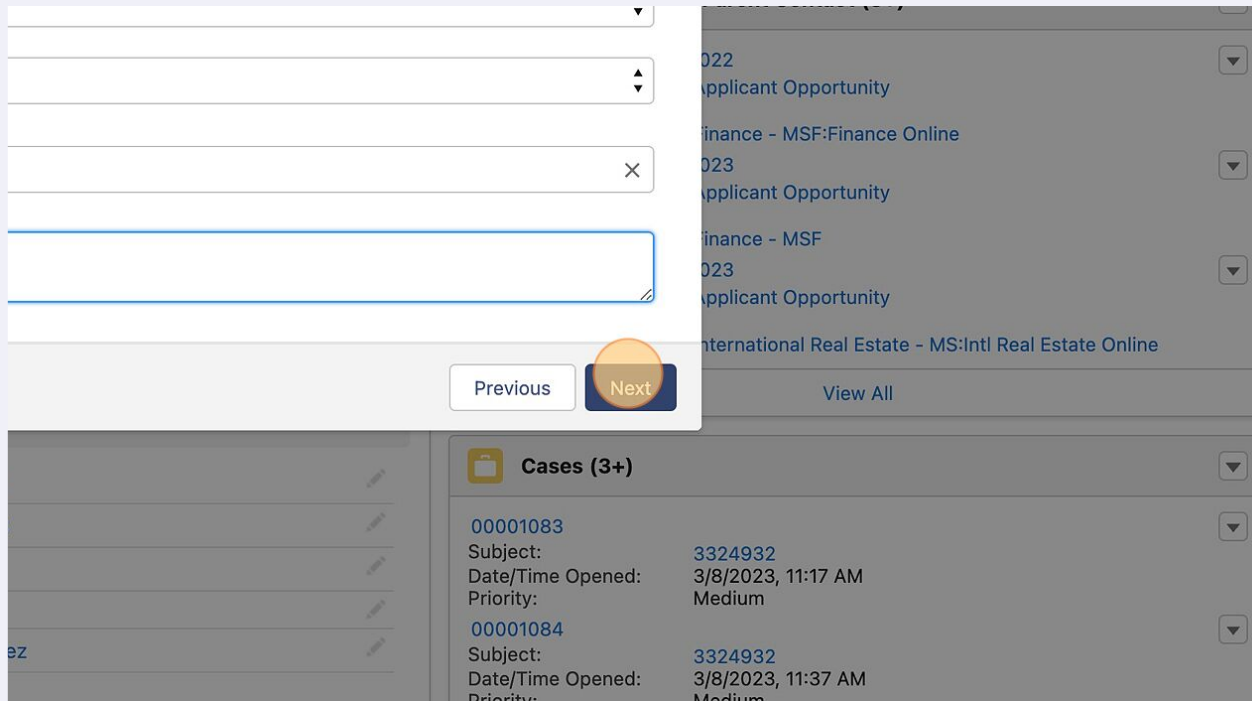 022
Applicant Opportunity
Finance - MSF:Finance Online
023
Applicant Opportunity
Finance - MSF
023
Applicant Opportunity
International Real Estate - MS:Intl Real Estate Online
View All
Previous
Next
Cases (3+)
00001083
Subject: 3324932
Date/Time Opened: 3/8/2023, 11:17 AM
Priority: Medium
00001084
Subject: 3324932
Date/Time Opened: 3/8/2023, 11:37 AM
Priority: Medium
ez